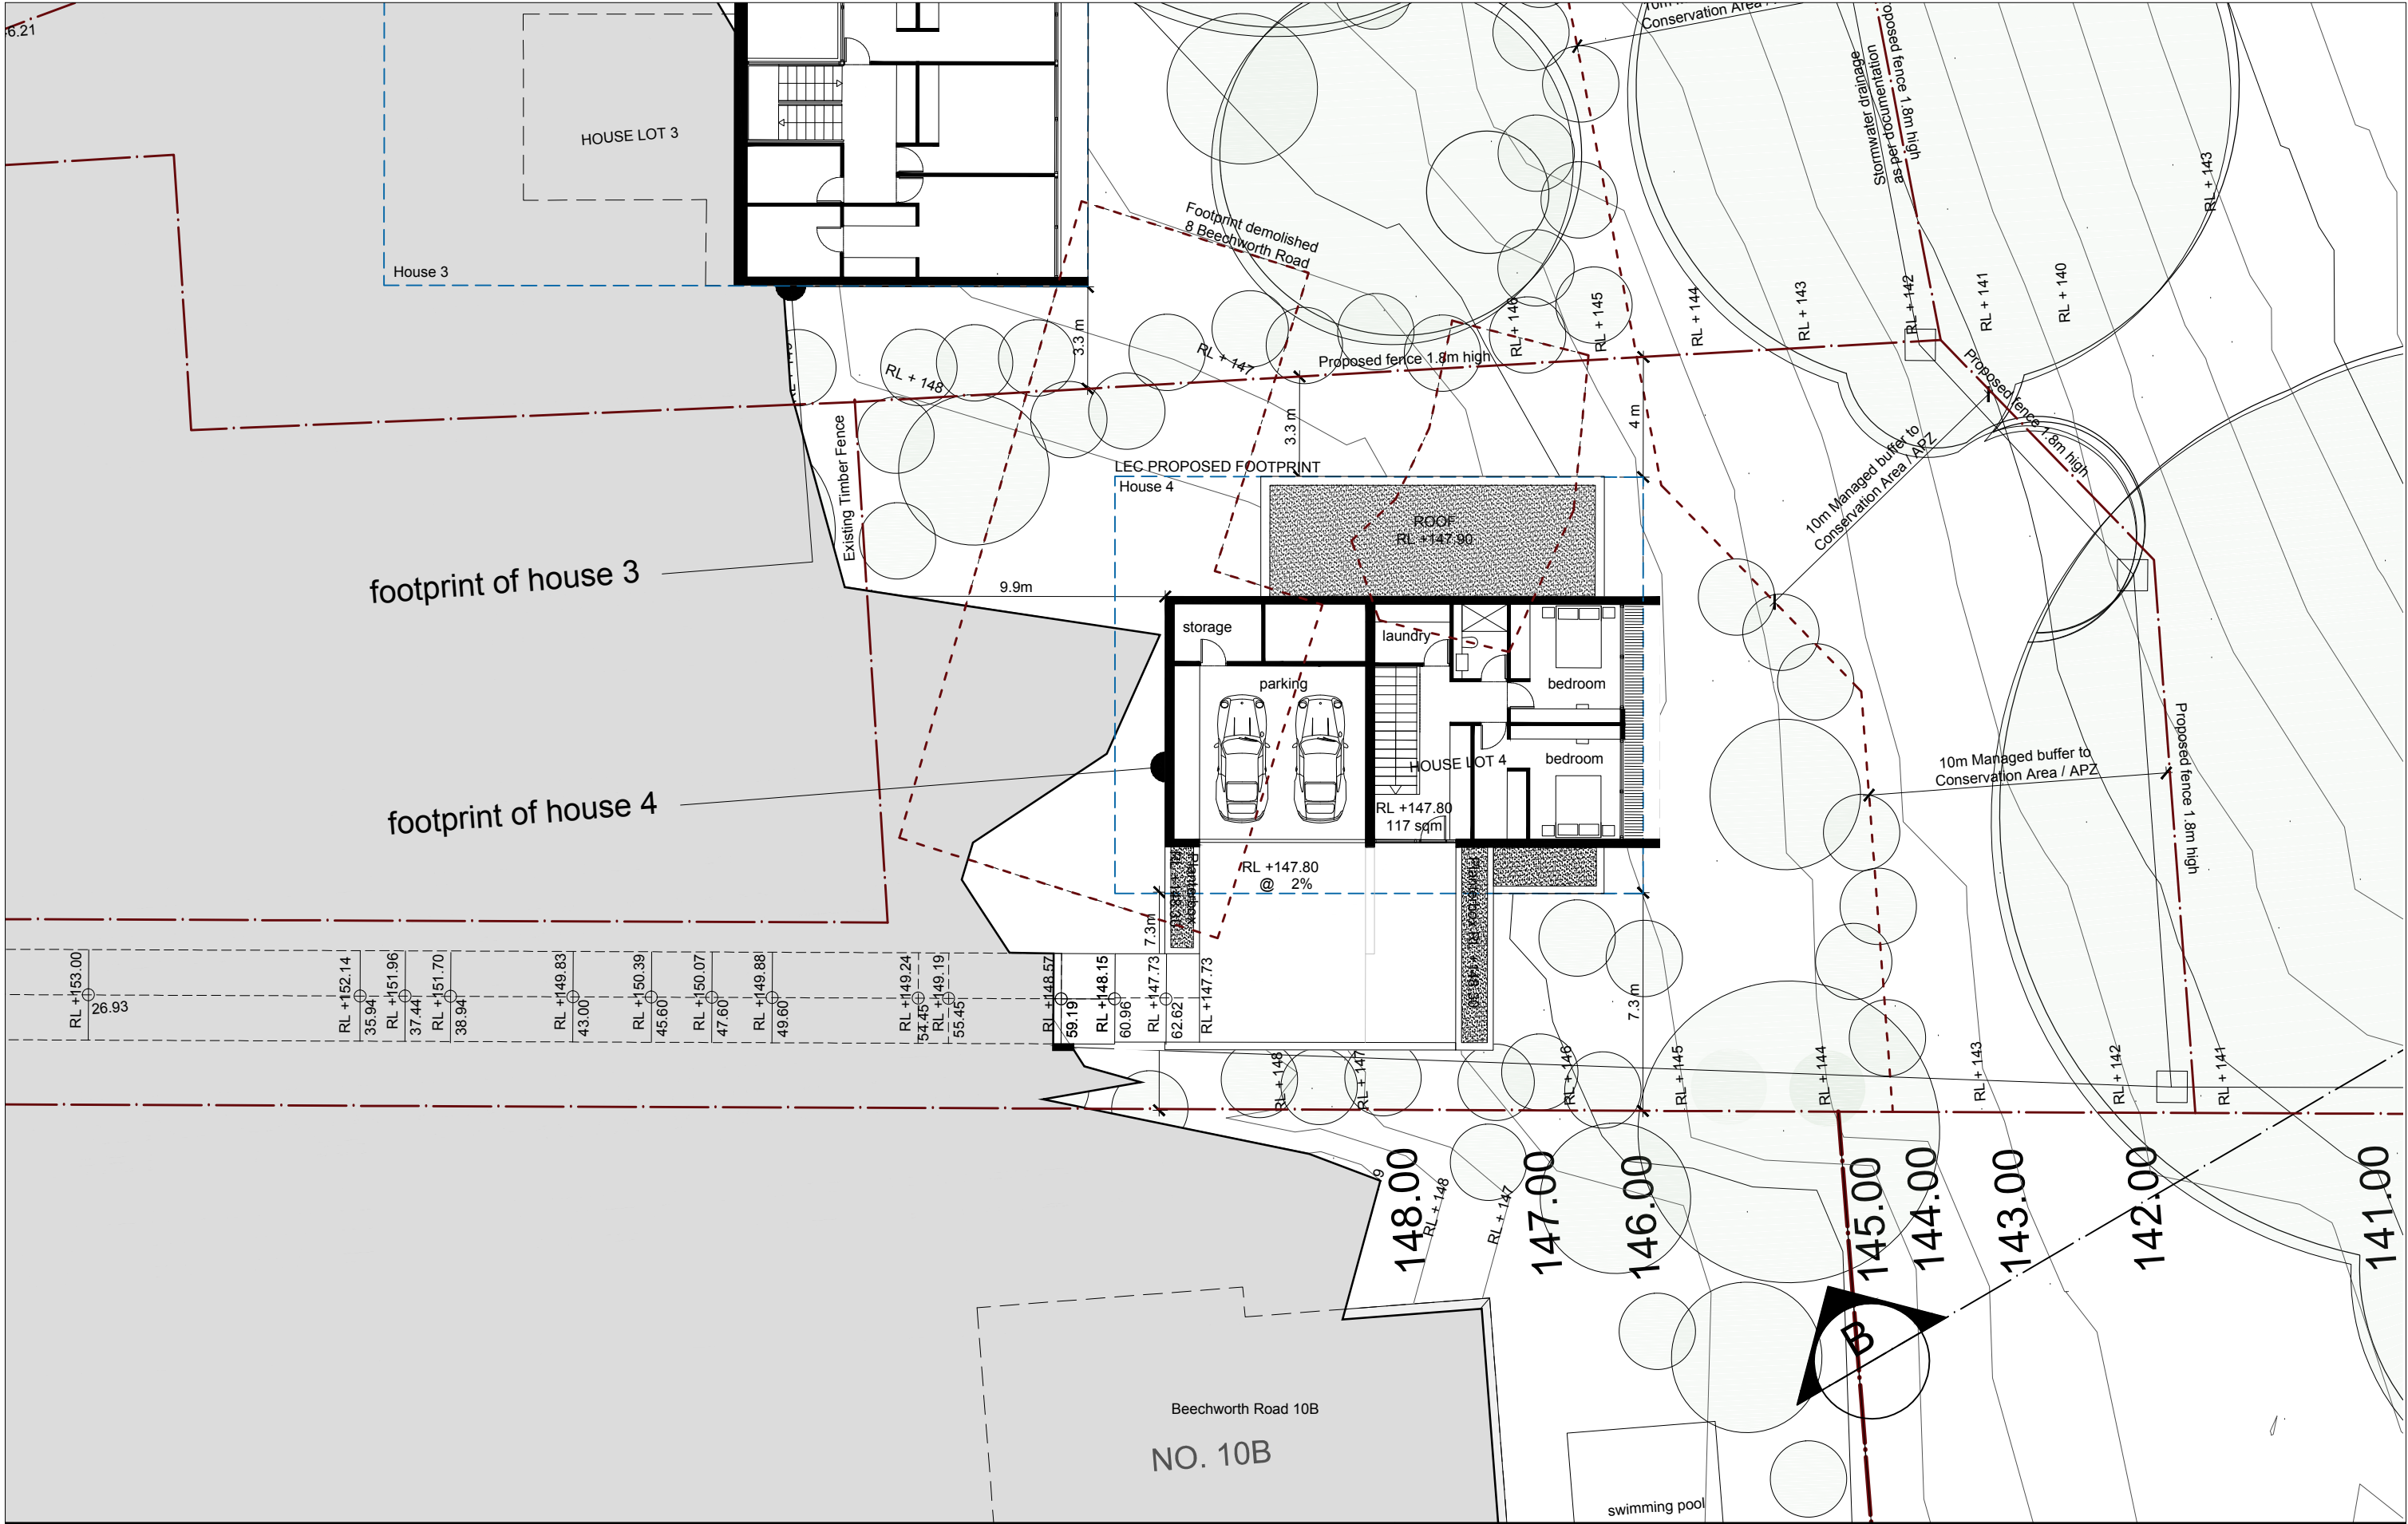 6.21
HOUSE LOT 3
House 3
Conservation Area
Stormwater drainage
as per documentation
Proposed fence 1.8m high
RL + 143
Footprint demolished
8 Beechworth Road
3.3 m
RL + 148
RL + 147
Proposed fence 1.8m high
RL + 146
RL + 145
RL + 144
RL + 143
RL + 142
RL + 141
RL + 140
Proposed fence 1.8m high
10m Managed buffer to
Conservation Area / APZ
3.3 m
4 m
Existing Timber Fence
LEC PROPOSED FOOTPRINT
House 4
ROOF
RL +147.90
footprint of house 3
9.9m
storage
laundry
parking
bedroom
bedroom
HOUSE LOT 4
RL +147.80
117 sqm
footprint of house 4
10m Managed buffer to
Conservation Area / APZ
Proposed fence 1.8m high
RL +147.80
@ 2%
Planterbox
7.3m
7.3 m
RL +153.00
26.93
RL +152.14
35.94
RL +151.96
37.44
RL +151.70
38.94
RL +149.83
43.00
RL +150.39
45.60
RL +150.07
47.60
RL +149.88
49.60
RL +149.24
54.45
RL +149.19
55.45
RL +148.57
59.19
RL +148.15
60.96
RL +147.73
62.62
RL +147.73
RL + 148
RL + 147
RL + 146
RL + 145
RL + 144
RL + 143
RL + 142
RL + 141
9
RL + 148
RL + 147
148.00
147.00
146.00
145.00
144.00
143.00
142.00
141.00
B
Beechworth Road 10B
NO. 10B
swimming pool